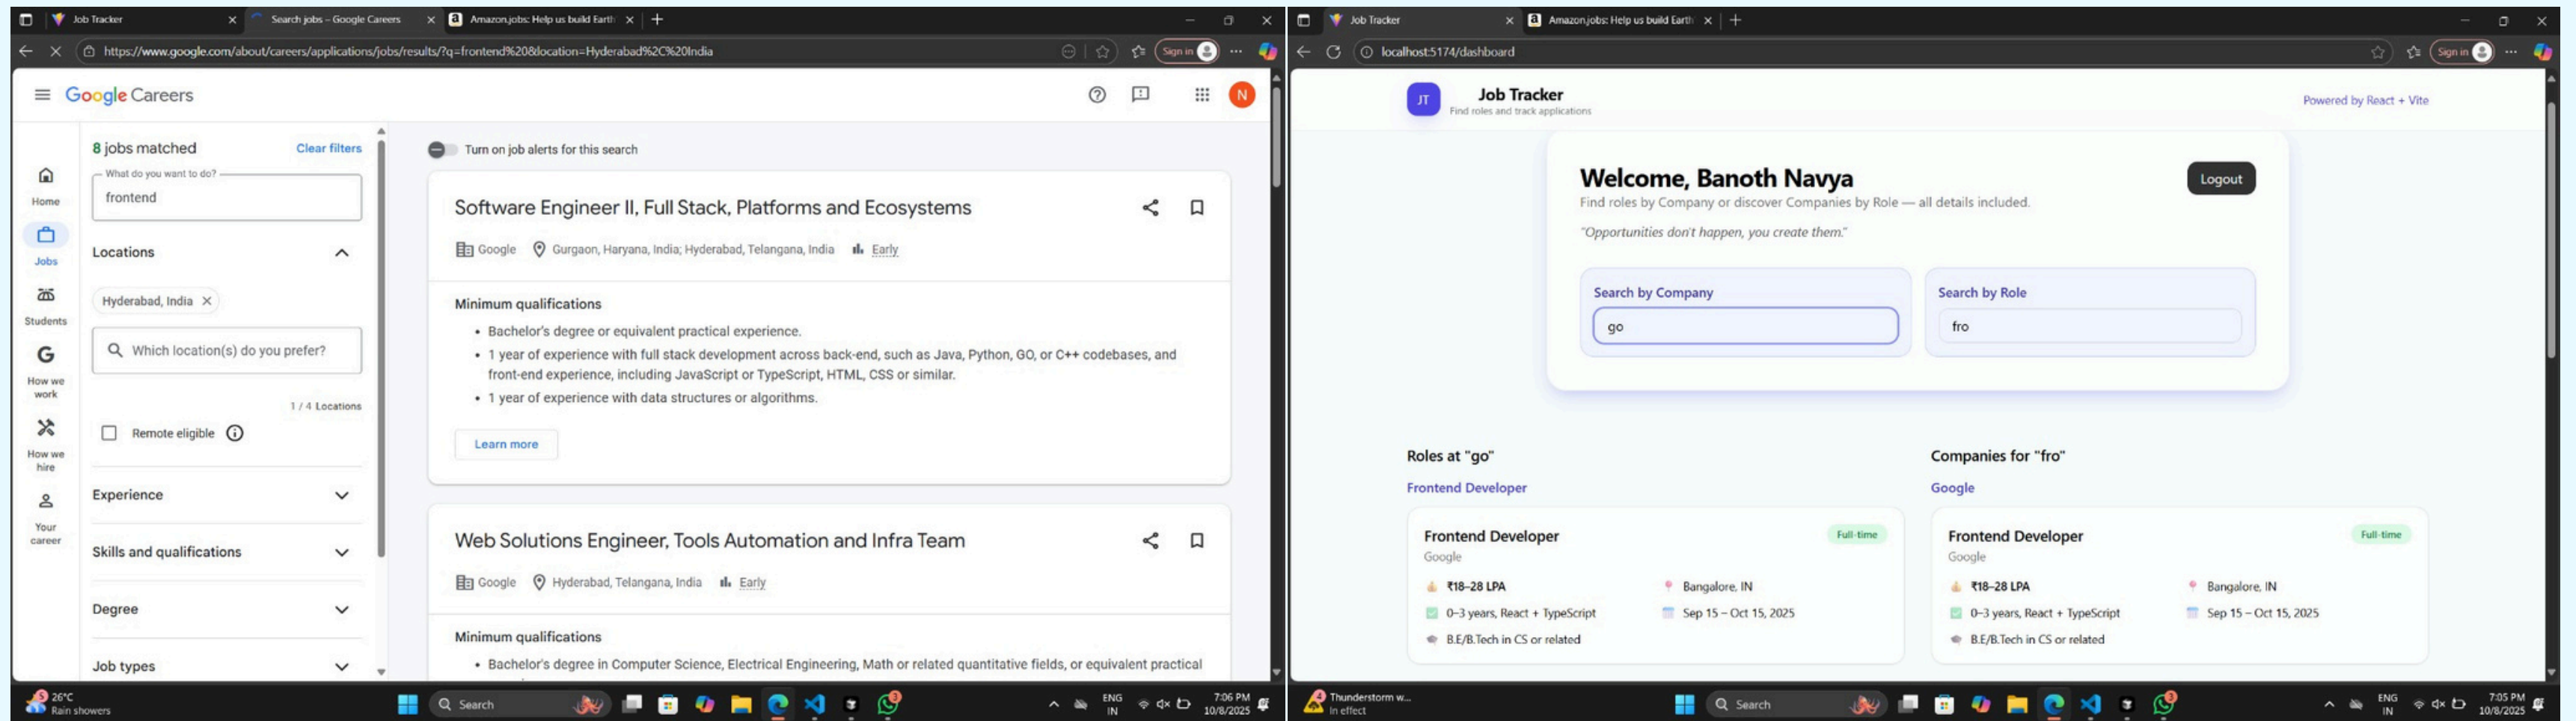 Job Tracker
Search jobs – Google Careers
Amazon.jobs: Help us build Earth
https://www.google.com/about/careers/applications/jobs/results/?q=frontend%20&location=Hyderabad%2C%20India
Sign in
Google Careers
N
8 jobs matched
Clear filters
What do you want to do?
frontend
Locations
Hyderabad, India
Which location(s) do you prefer?
1 / 4 Locations
Remote eligible
Experience
Skills and qualifications
Degree
Job types
Home
Jobs
Students
How we
work
How we
hire
Your
career
Turn on job alerts for this search
Software Engineer II, Full Stack, Platforms and Ecosystems
Google Gurgaon, Haryana, India; Hyderabad, Telangana, India Early
Minimum qualifications
• Bachelor's degree or equivalent practical experience.
• 1 year of experience with full stack development across back-end, such as Java, Python, GO, or C++ codebases, and
front-end experience, including JavaScript or TypeScript, HTML, CSS or similar.
• 1 year of experience with data structures or algorithms.
Learn more
Web Solutions Engineer, Tools Automation and Infra Team
Google Hyderabad, Telangana, India Early
Minimum qualifications
• Bachelor's degree in Computer Science, Electrical Engineering, Math or related quantitative fields, or equivalent practical
5
26°C
Rain showers
Search
3
ENG
IN
7:06 PM
10/8/2025
Job Tracker
Amazon.jobs: Help us build Earth
localhost:5174/dashboard
Sign in
JT
Job Tracker
Find roles and track applications
Powered by React + Vite
Welcome, Banoth Navya
Logout
Find roles by Company or discover Companies by Role — all details included.
"Opportunities don't happen, you create them."
Search by Company
go
Search by Role
fro
Roles at "go"
Frontend Developer
Frontend Developer
Full-time
Google
₹18–28 LPA
Bangalore, IN
0–3 years, React + TypeScript
Sep 15 – Oct 15, 2025
B.E/B.Tech in CS or related
Companies for "fro"
Google
Frontend Developer
Full-time
Google
₹18–28 LPA
Bangalore, IN
0–3 years, React + TypeScript
Sep 15 – Oct 15, 2025
B.E/B.Tech in CS or related
4
Thunderstorm w...
In effect
Search
3
ENG
IN
7:05 PM
10/8/2025